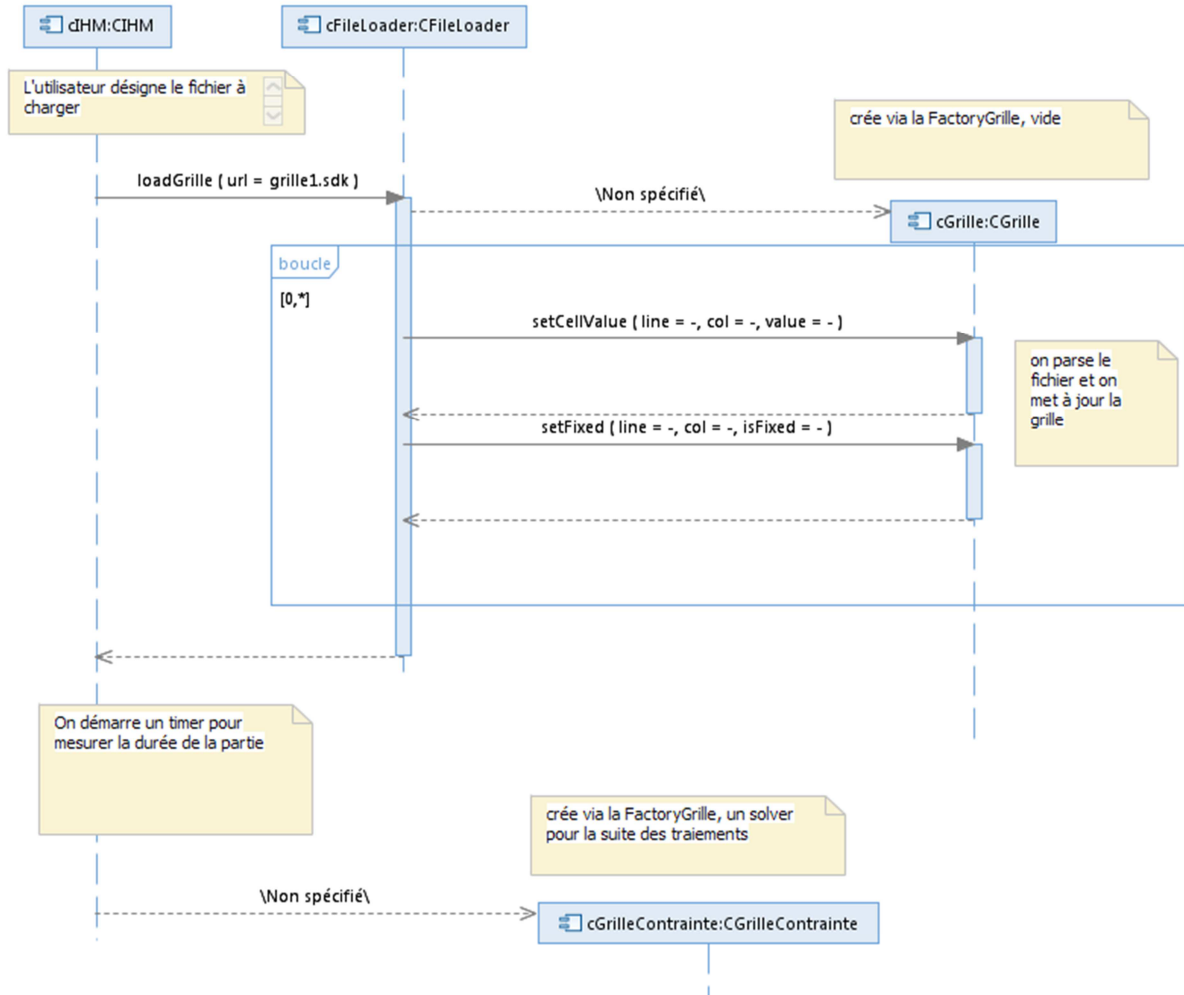 cIHM:CIHM
cFileLoader:CFileLoader
L'utilisateur désigne le fichier à
charger
crée via la FactoryGrille, vide
loadGrille ( url = grille1.sdk )
\Non spécifié\
cGrille:CGrille
boucle
[0,*]
setCellValue ( line = -, col = -, value = - )
on parse le
fichier et on
met à jour la
grille
setFixed ( line = -, col = -, isFixed = - )
On démarre un timer pour
mesurer la durée de la partie
crée via la FactoryGrille, un solver
pour la suite des traiements
\Non spécifié\
cGrilleContrainte:CGrilleContrainte